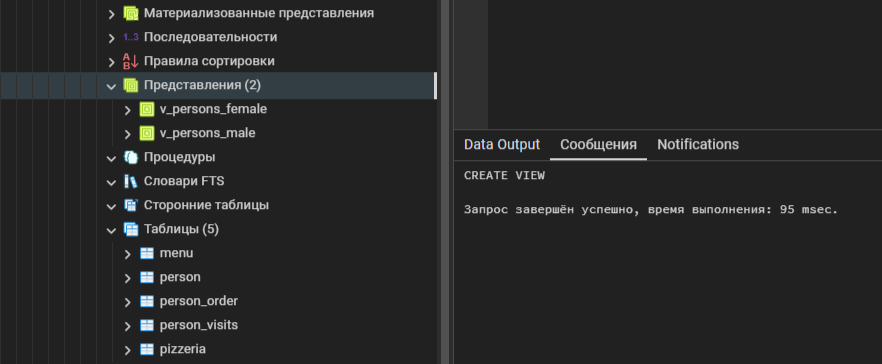 Материализованные представления
1..3 Последовательности
A
B Правила сортировки
Представления (2)
v_persons_female
v_persons_male
Процедуры
Словари FTS
Сторонние таблицы
Таблицы (5)
menu
person
person_order
person_visits
pizzeria
Data Output Сообщения Notifications
CREATE VIEW
Запрос завершён успешно, время выполнения: 95 msec.